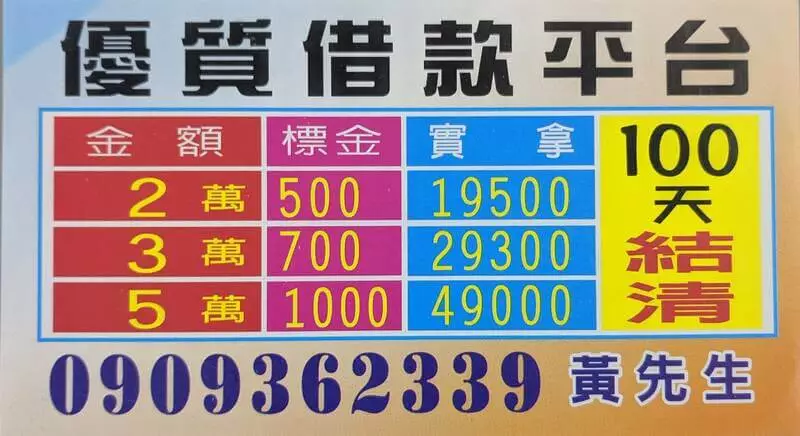 優質借款平台
金額 標金 實拿
2萬 500 19500
3萬 700 29300
5萬 1000 49000
100
天
結
清
0909362339 黃先生